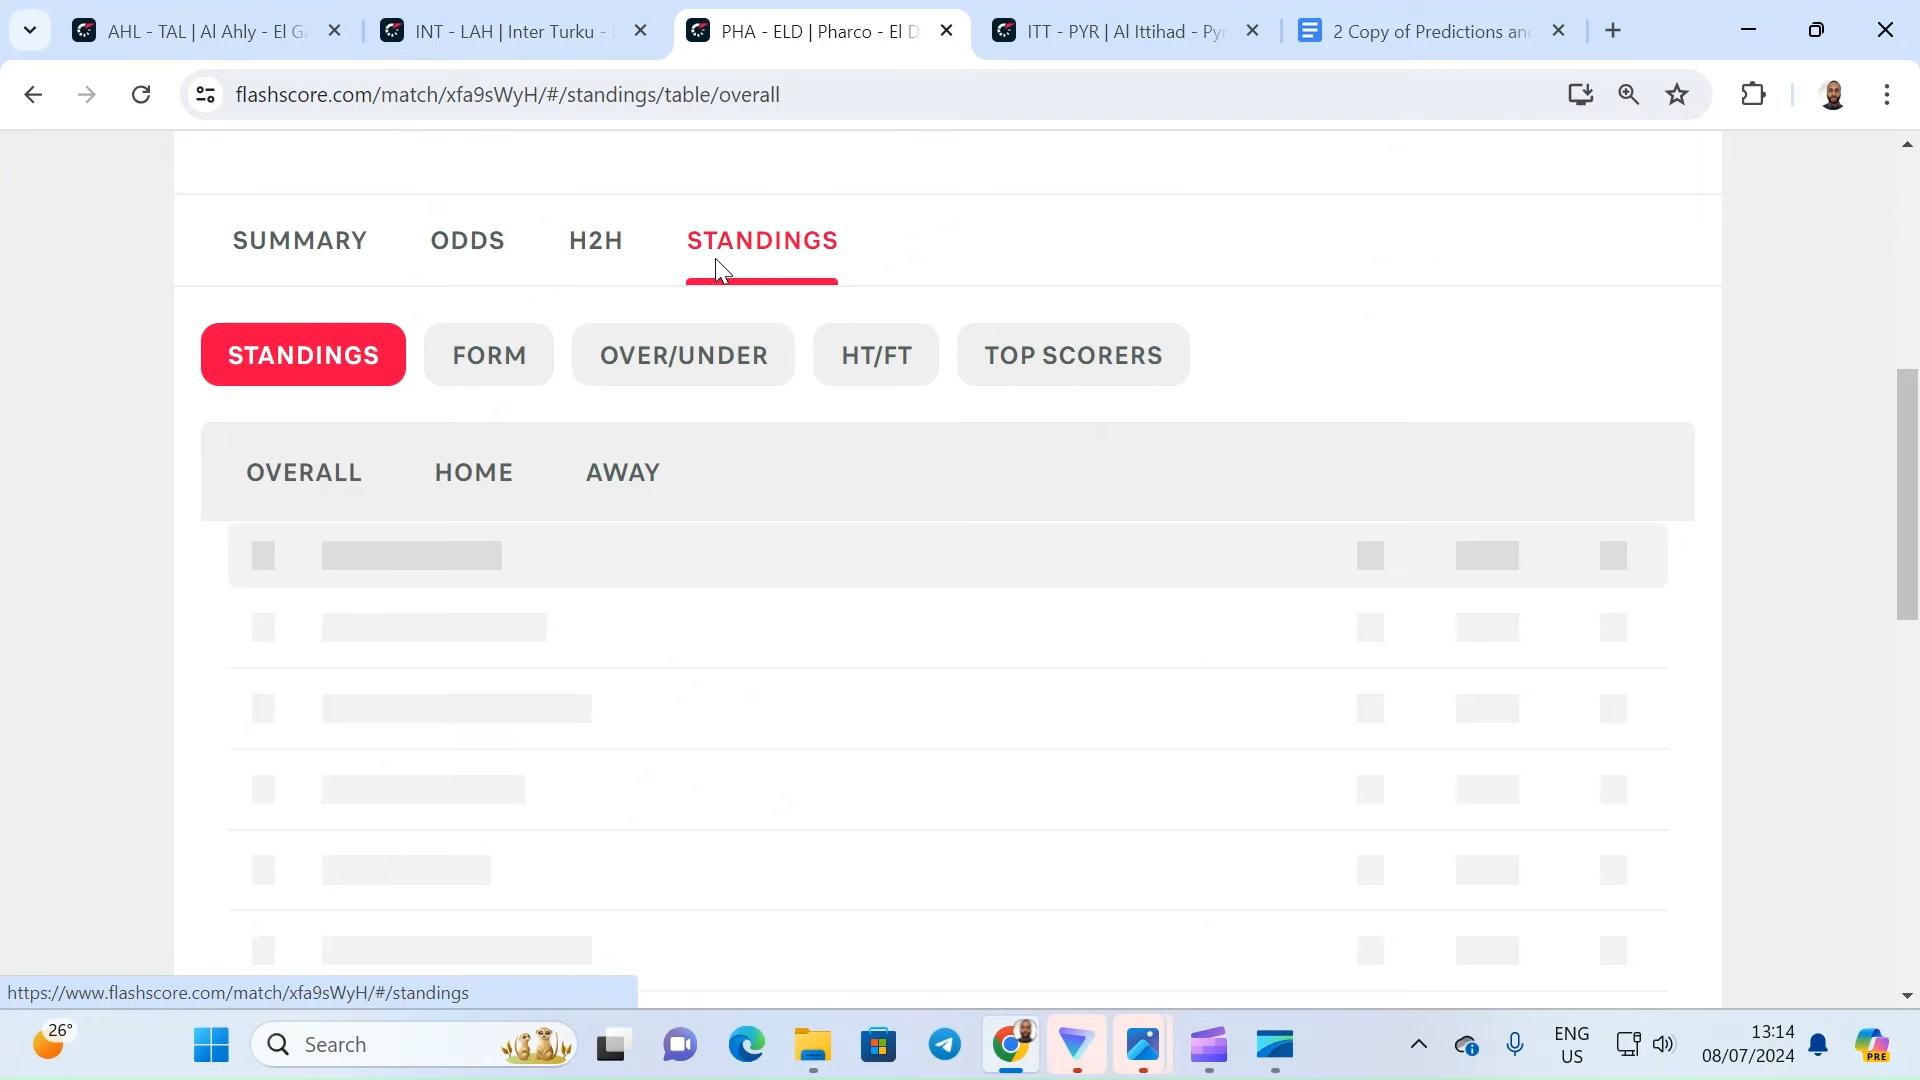 AHL - TAL | Al Ahly - El G
INT - LAH | Inter Turku -
PHA - ELD | Pharco - El D
ITT - PYR | Al Ittihad - Pyr
2 Copy of Predictions an
flashscore.com/match/xfa9sWyH/#/standings/table/overall
SUMMARY ODDS H2H STANDINGS
STANDINGS FORM OVER/UNDER HT/FT TOP SCORERS
OVERALL HOME AWAY
https://www.flashscore.com/match/xfa9sWyH/#/standings
26°
Search
ENG
US
13:14
08/07/2024
PRE